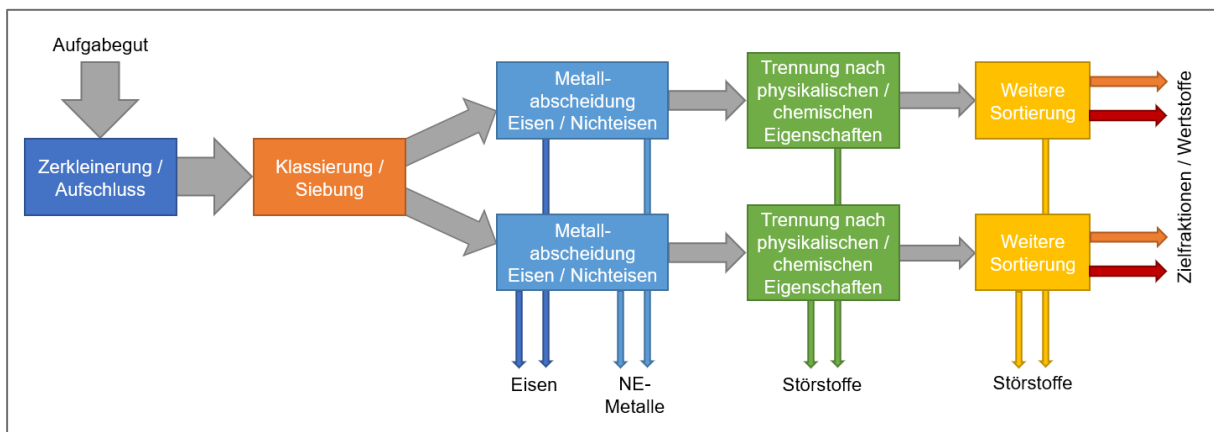 Aufgabegut
Zerkleinerung /
Aufschluss
Klassierung /
Siebung
Metall-
abscheidung
Eisen / Nichteisen
Trennung nach
physikalischen /
chemischen
Eigenschaften
Weitere
Sortierung
Metall-
abscheidung
Eisen / Nichteisen
Trennung nach
physikalischen /
chemischen
Eigenschaften
Weitere
Sortierung
Zielfraktionen / Wertstoffe
Eisen
NE-
Metalle
Störstoffe
Störstoffe